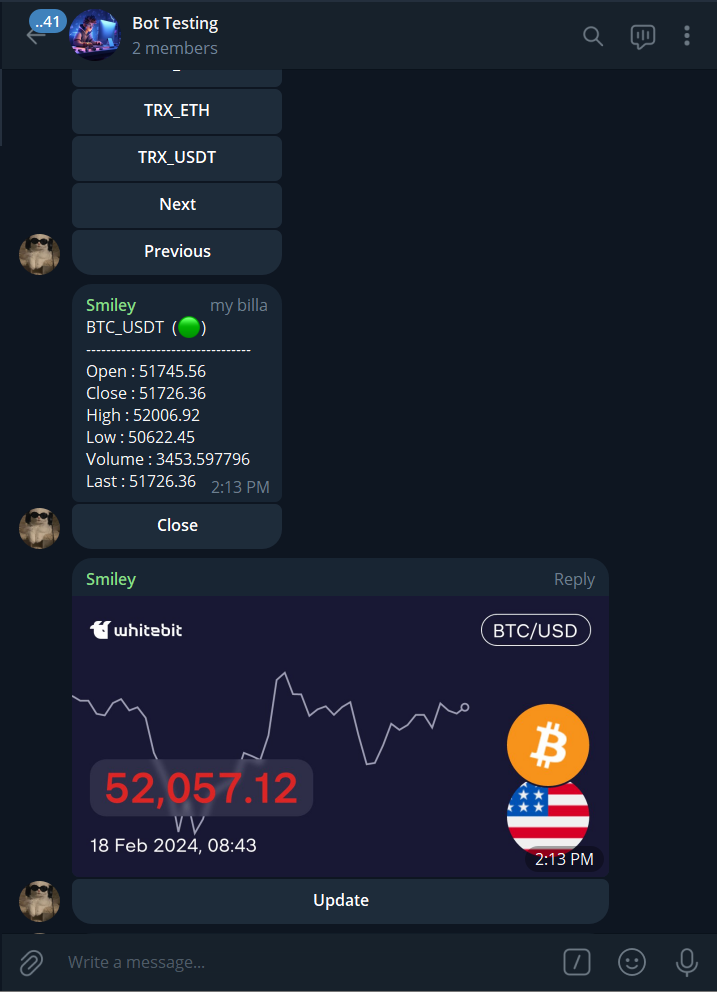 ..41
Bot Testing
2 members
TRX_ETH
TRX_USDT
Next
Previous
Smiley my billa
BTC_USDT (🟢)
---------------------------------
Open : 51745.56
Close : 51726.36
High : 52006.92
Low : 50622.45
Volume : 3453.597796
Last : 51726.36 2:13 PM
Close
Smiley Reply
whitebit BTC/USD
52,057.12
18 Feb 2024, 08:43
2:13 PM
Update
Write a message...